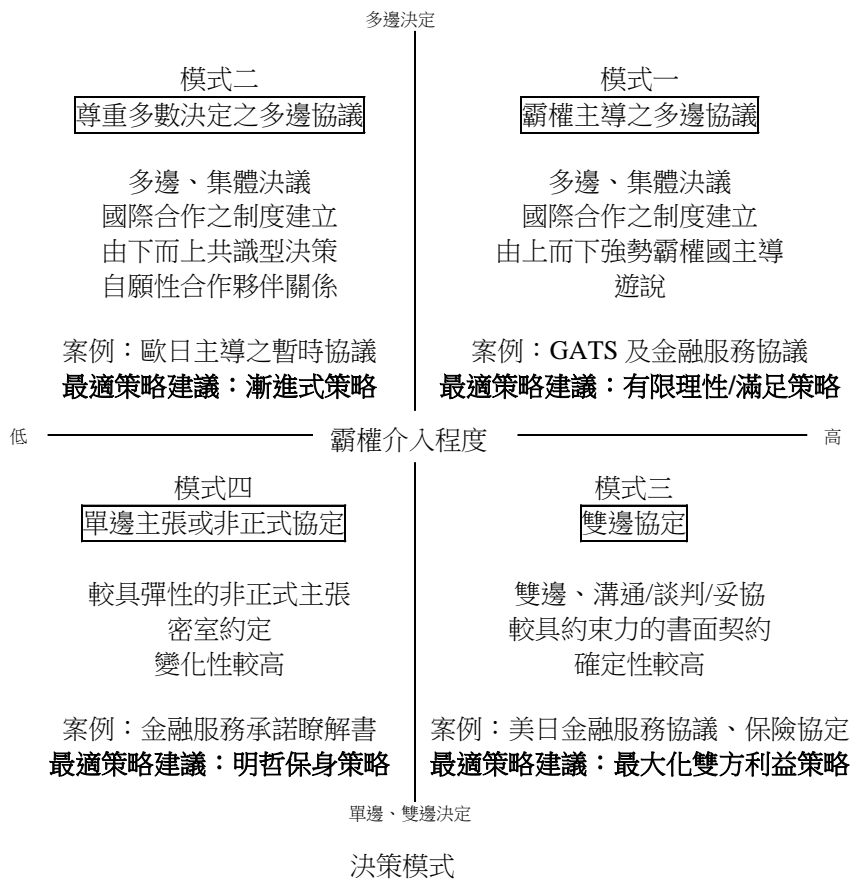 多邊決定
模式二
尊重多數決定之多邊協議
多邊、集體決議
國際合作之制度建立
由下而上共識型決策
自願性合作夥伴關係
案例：歐日主導之暫時協議
最適策略建議：漸進式策略
模式一
霸權主導之多邊協議
多邊、集體決議
國際合作之制度建立
由上而下強勢霸權國主導
遊說
案例：GATS 及金融服務協議
最適策略建議：有限理性/滿足策略
低
霸權介入程度
高
模式四
單邊主張或非正式協定
較具彈性的非正式主張
密室約定
變化性較高
案例：金融服務承諾瞭解書
最適策略建議：明哲保身策略
模式三
雙邊協定
雙邊、溝通/談判/妥協
較具約束力的書面契約
確定性較高
案例：美日金融服務協議、保險協定
最適策略建議：最大化雙方利益策略
單邊、雙邊決定
決策模式